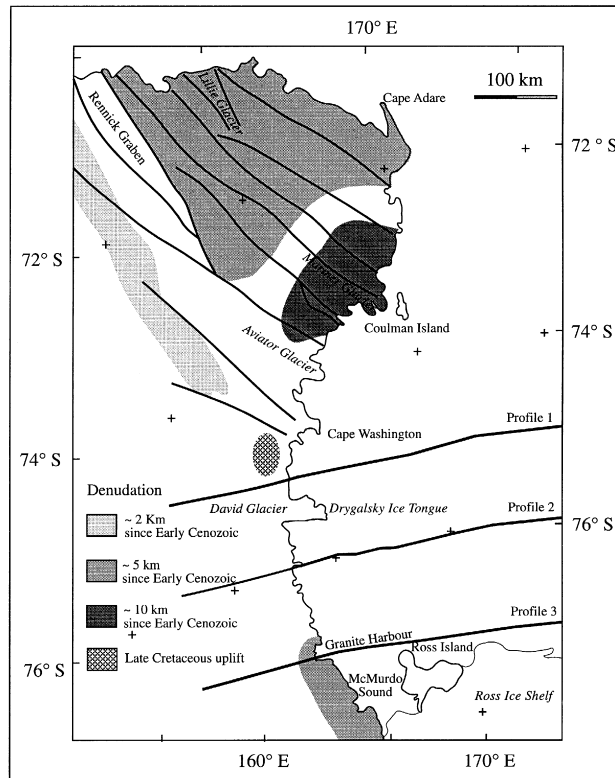 170° E
100 km
Rennick Graben
Lillie Glacier
Cape Adare
72° S
72° S
Coulman Island
74° S
Aviator Glacier
Profile 1
Cape Washington
74° S
Denudation
David Glacier
Drygalsky Ice Tongue
Profile 2
76° S
~ 2 Km
since Early Cenozoic
~ 5 km
since Early Cenozoic
~ 10 km
since Early Cenozoic
Late Cretaceous uplift
Profile 3
Granite Harbour
Ross Island
76° S
McMurdo
Sound
Ross Ice Shelf
160° E
170° E